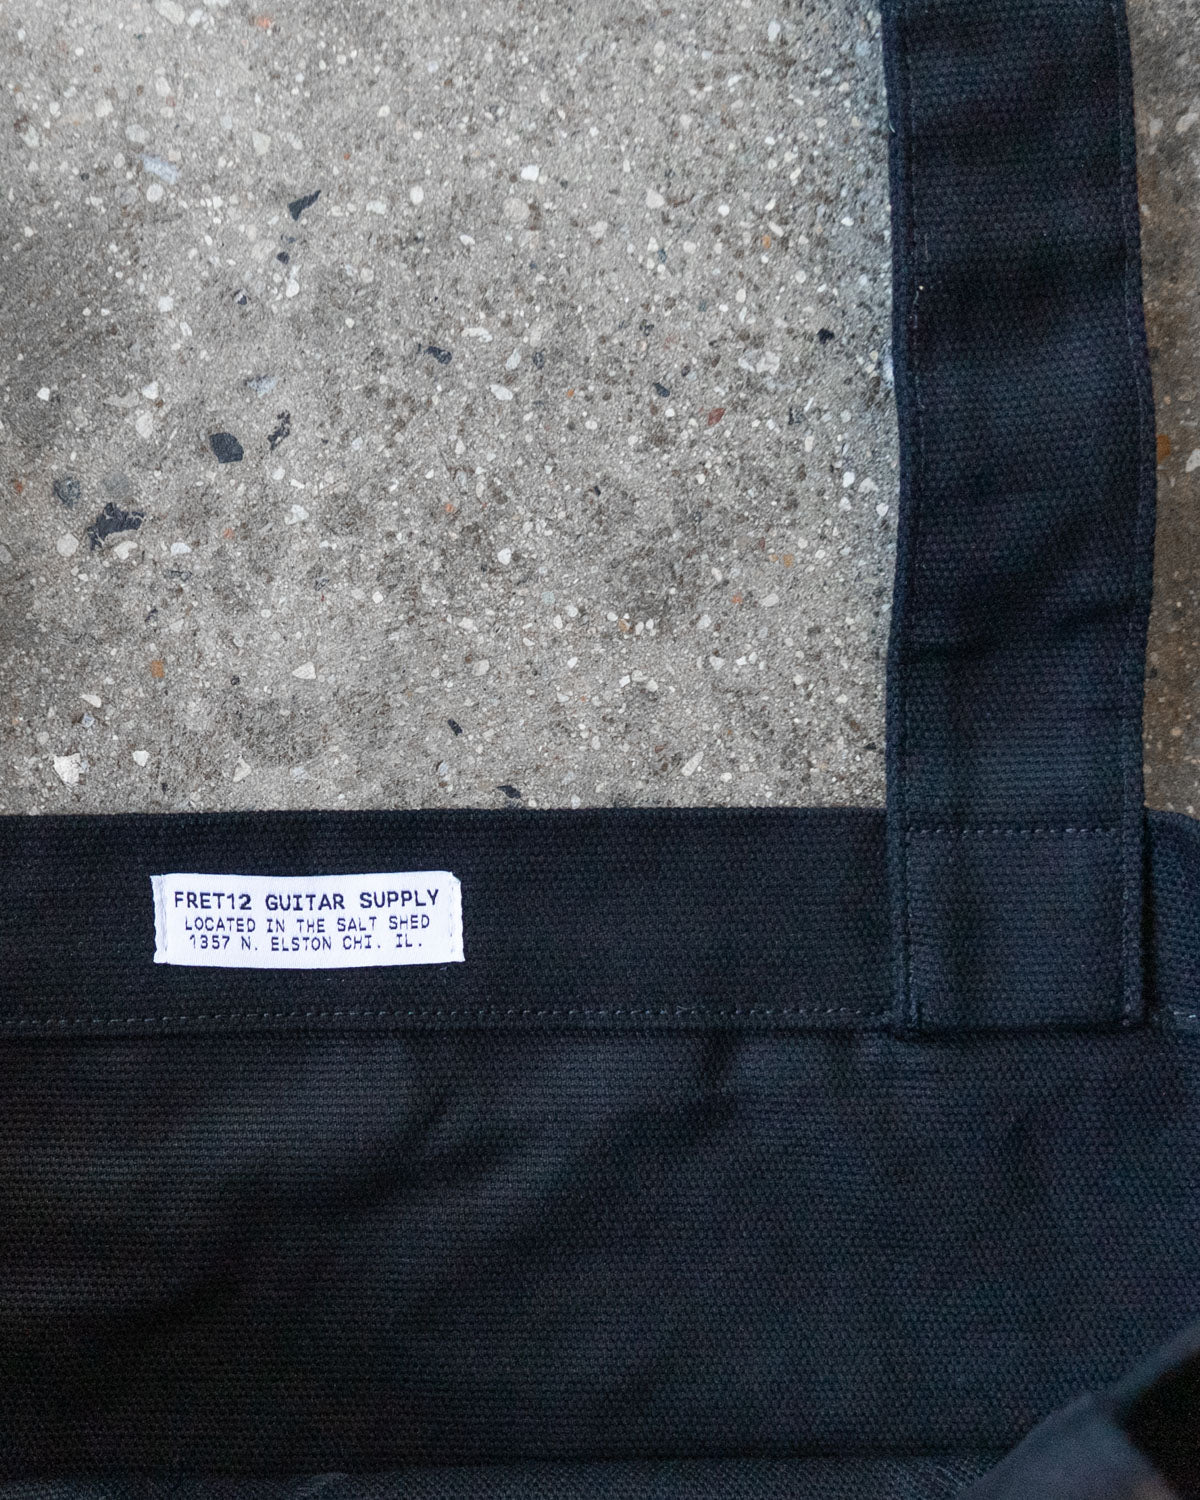 FRET12 GUITAR SUPPLY
LOCATED IN THE SALT SHED
1357 N. ELSTON CHI. IL.